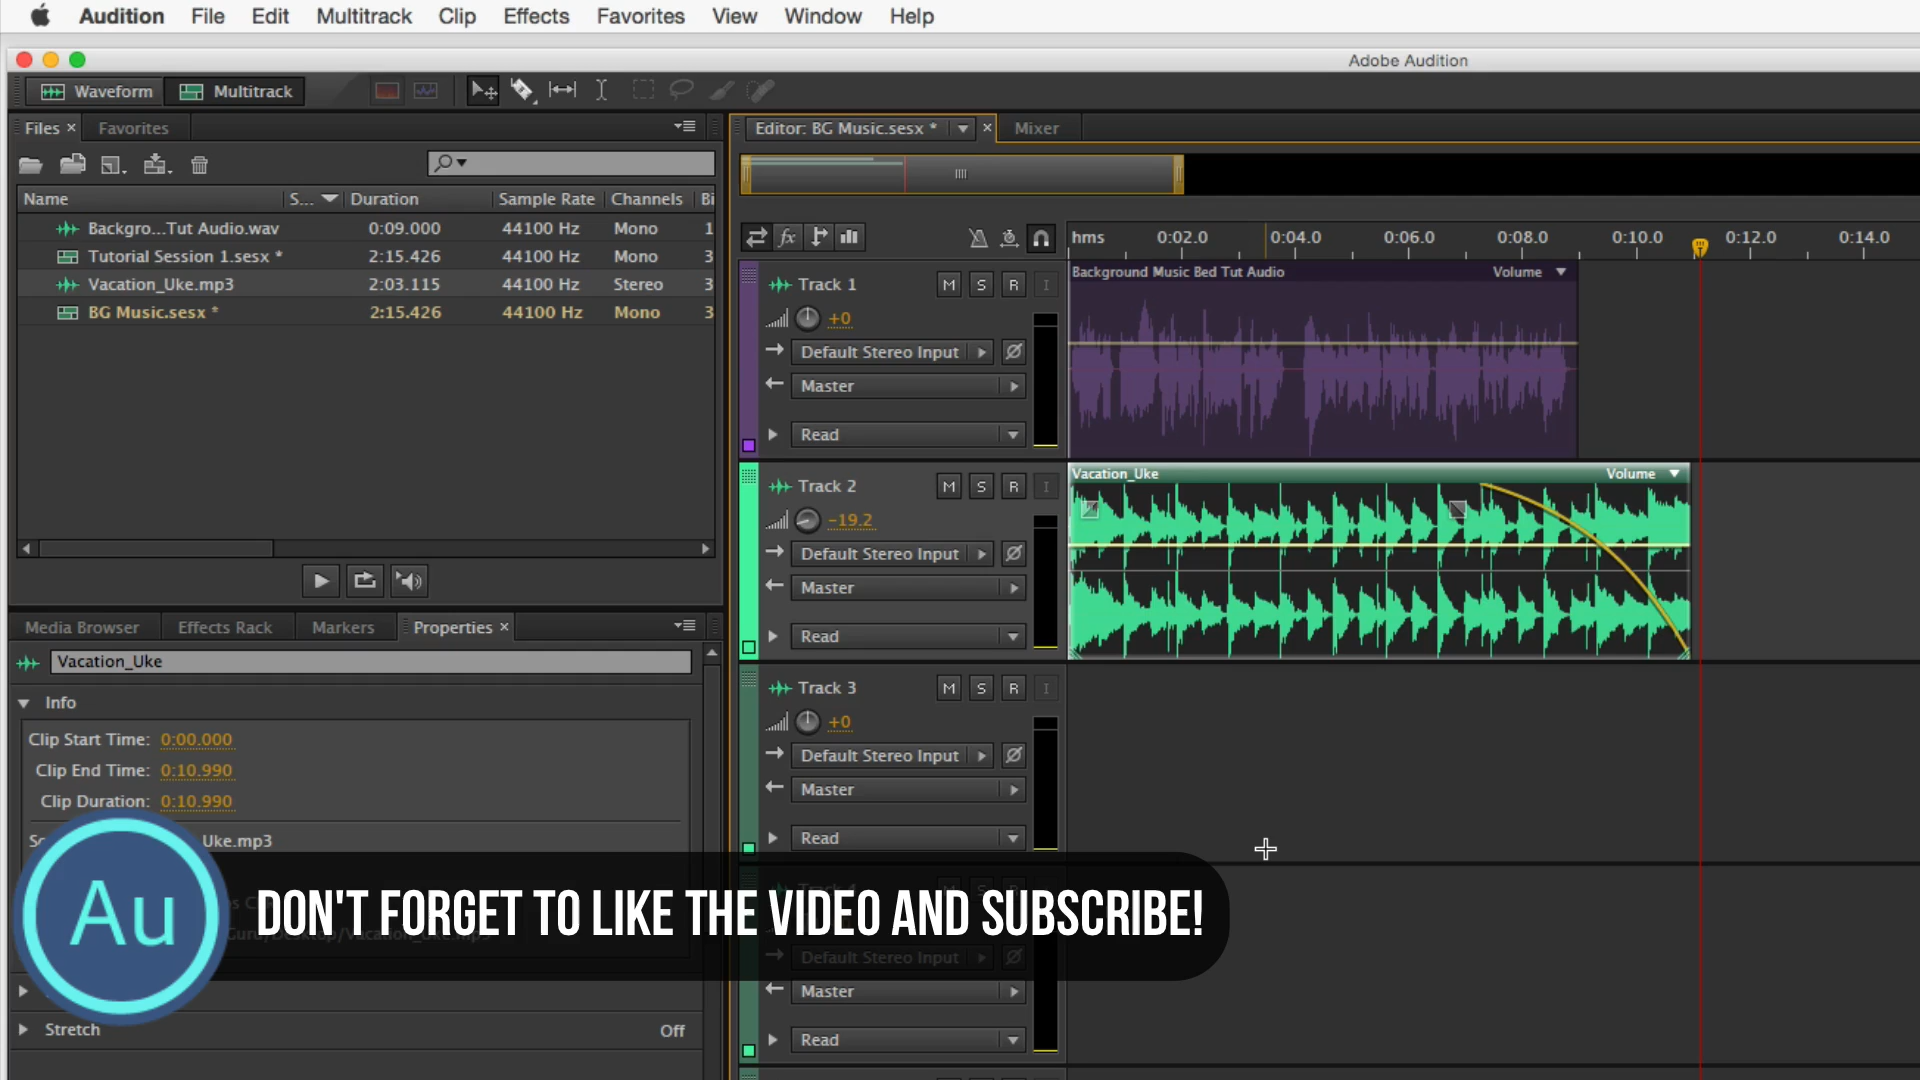 Audition File Edit Multitrack Clip Effects Favorites View Window Help
Adobe Audition
Waveform Multitrack
Files × Favorites
Editor: BG Music.sesx * × Mixer
Name S... Duration Sample Rate Channels Bi
Backgro...Tut Audio.wav 0:09.000 44100 Hz Mono 1
Tutorial Session 1.sesx * 2:15.426 44100 Hz Mono 3
Vacation_Uke.mp3 2:03.115 44100 Hz Stereo 3
BG Music.sesx * 2:15.426 44100 Hz Mono 3
fx
hms 0:02.0 0:04.0 0:06.0 0:08.0 0:10.0 0:12.0 0:14.0
Track 1 M S R I
+0
Default Stereo Input
Master
Read
Background Music Bed Tut Audio Volume
Track 2 M S R I
-19.2
Default Stereo Input
Master
Read
Vacation_Uke Volume
Track 3 M S R I
+0
Default Stereo Input
Master
Read
Track 4 M S R
Default Stereo Input
Master
Read
Media Browser Effects Rack Markers Properties ×
Vacation_Uke
Info
Clip Start Time: 0:00.000
Clip End Time: 0:10.990
Clip Duration: 0:10.990
Uke.mp3
Guru/Desktop/Vacation_Uke.mp3
Au
DON'T FORGET TO LIKE THE VIDEO AND SUBSCRIBE!
Stretch Off